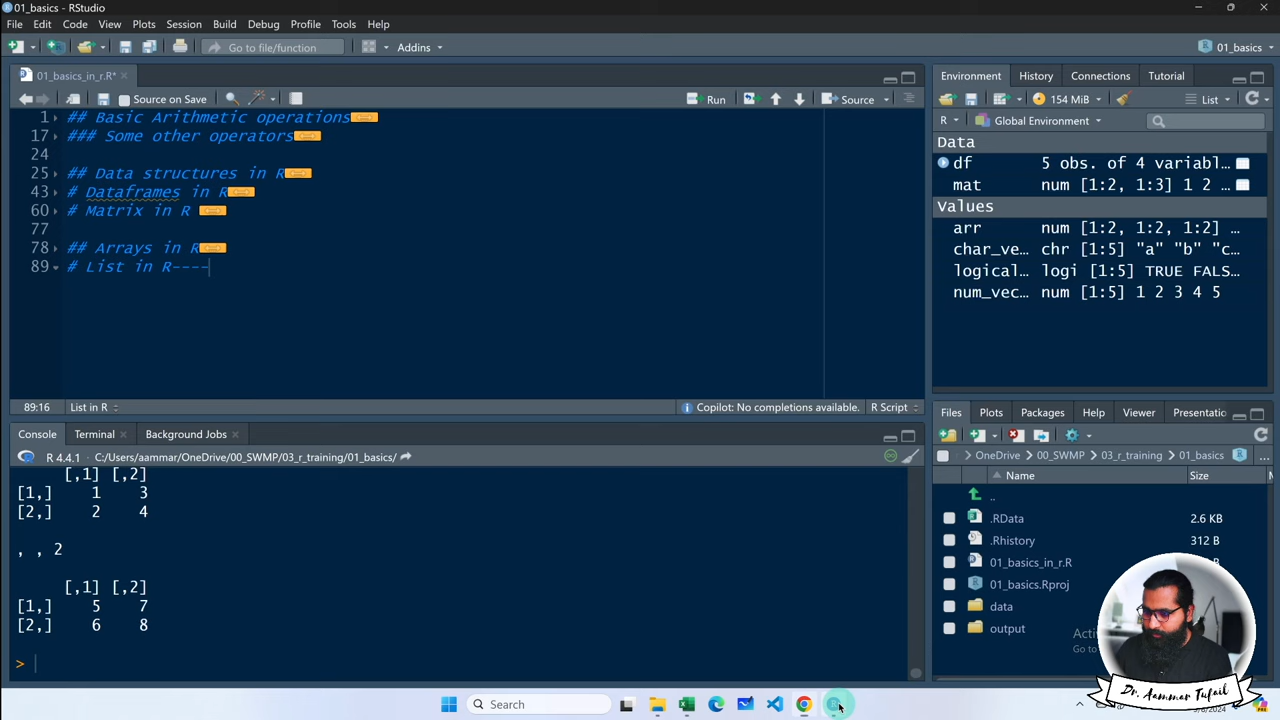 01_basics - RStudio
File Edit Code View Plots Session Build Debug Profile Tools Help
Go to file/function Addins 01_basics
01_basics_in_r.R*
Source on Save Run Source
1 ## Basic Arithmetic operations
17 ### Some other operators
24
25 ## Data structures in R
43 # Dataframes in R
60 # Matrix in R
77
78 ## Arrays in R
89 # List in R----
89:16 List in R Copilot: No completions available. R Script
Console Terminal Background Jobs
R 4.4.1 · C:/Users/aammar/OneDrive/00_SWMP/03_r_training/01_basics/
[,1] [,2]
[1,] 1 3
[2,] 2 4
, , 2
[,1] [,2]
[1,] 5 7
[2,] 6 8
>
Environment History Connections Tutorial
154 MiB List
R Global Environment
Data
df 5 obs. of 4 variabl…
mat num [1:2, 1:3] 1 2 …
Values
arr num [1:2, 1:2, 1:2] …
char_ve… chr [1:5] "a" "b" "c…
logical… logi [1:5] TRUE FALS…
num_vec… num [1:5] 1 2 3 4 5
Files Plots Packages Help Viewer Presentatio
OneDrive 00_SWMP 03_r_training 01_basics ...
Name Size
..
.RData 2.6 KB
.Rhistory 312 B
01_basics_in_r.R
01_basics.Rproj
data
output
Dr. Aammar Tufail
Search